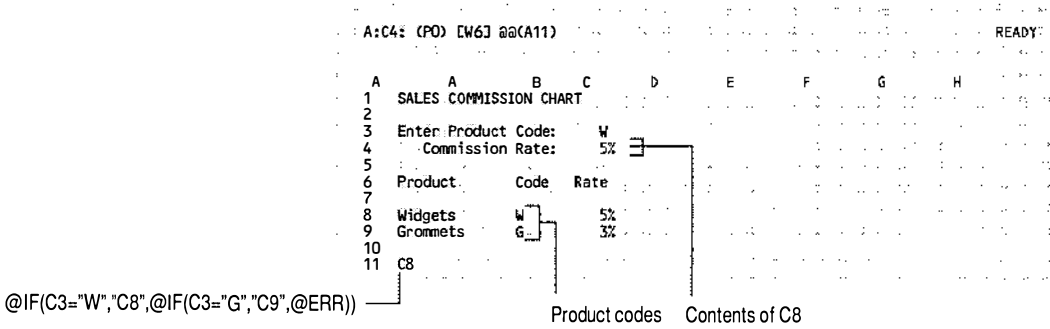 A:C4: (P0) [W6] @@(A11) READY
A A B C D E F G H
1 SALES COMMISSION CHART
2
3 Enter Product Code: W
4 Commission Rate: 5%
5
6 Product Code Rate
7
8 Widgets W 5%
9 Grommets G 3%
10
11 C8
@IF(C3="W","C8",@IF(C3="G","C9",@ERR))
Product codes Contents of C8